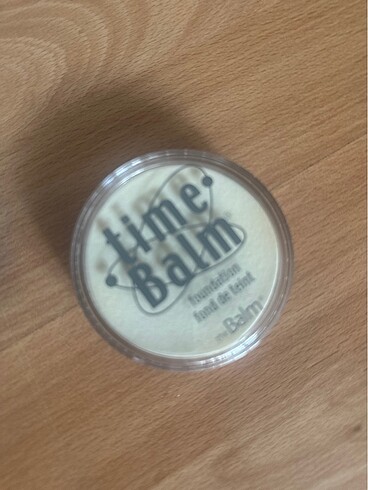 time
Balm
foundation
fond de teint
theBalm